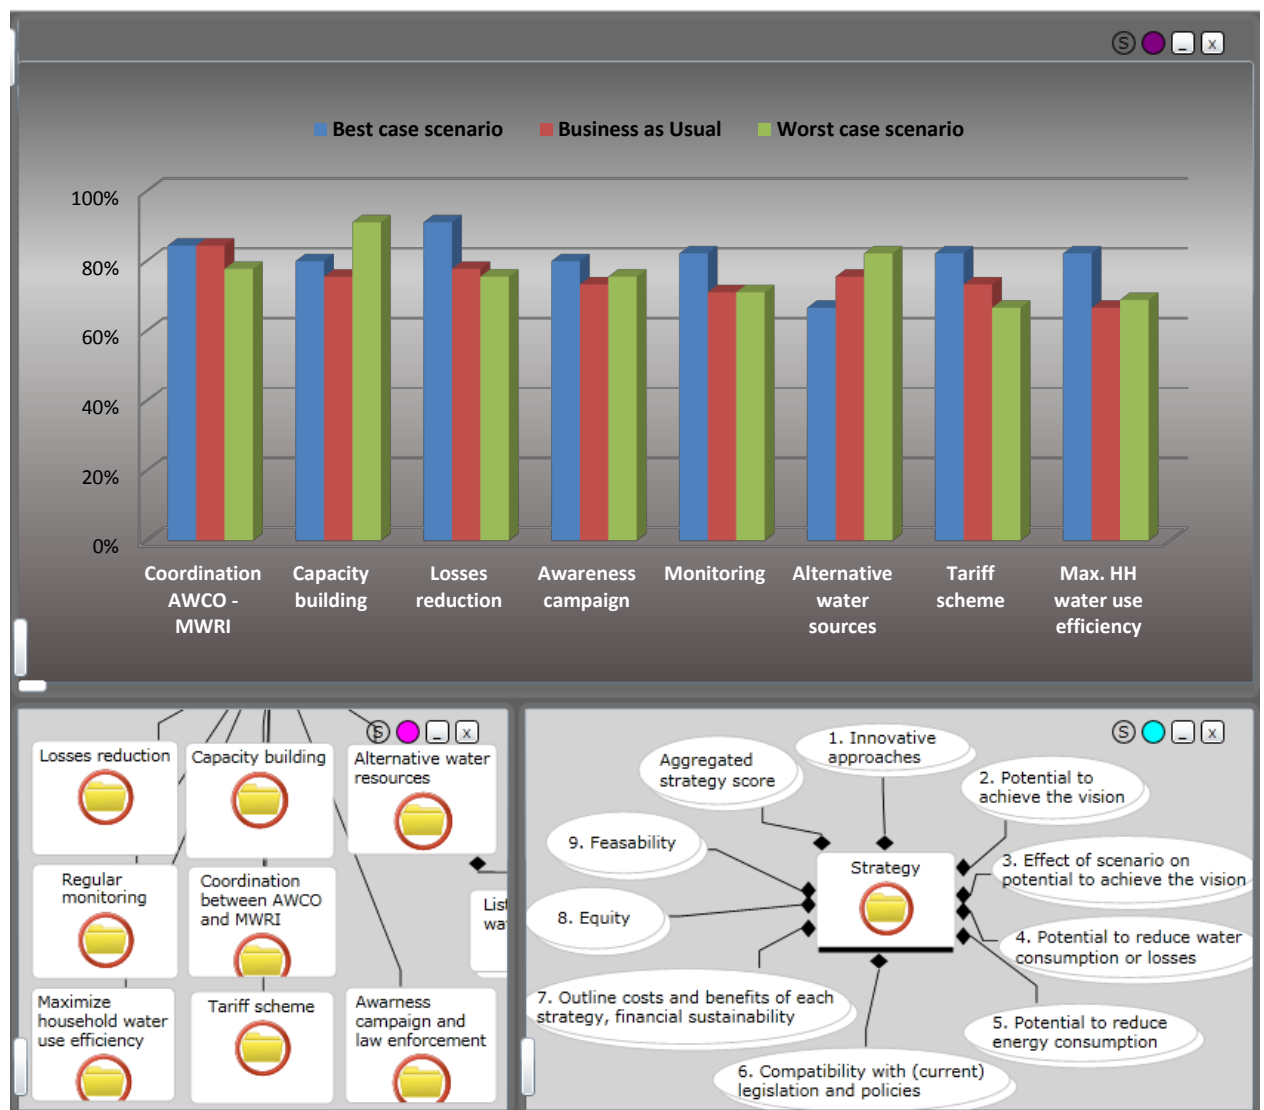 S _ x
Best case scenario Business as Usual Worst case scenario
100%
80%
60%
40%
20%
0%
Coordination
AWCO -
MWRI
Capacity
building
Losses
reduction
Awareness
campaign
Monitoring
Alternative
water
sources
Tariff
scheme
Max. HH
water use
efficiency
S _ x
Losses reduction
Capacity building
Alternative water
resources
Regular
monitoring
Coordination
between AWCO
and MWRI
Maximize
household water
use efficiency
Tariff scheme
Awarness
campaign and
law enforcement
S _ x
Aggregated
strategy score
1. Innovative
approaches
2. Potential to
achieve the vision
3. Effect of scenario on
potential to achieve the vision
4. Potential to reduce water
consumption or losses
5. Potential to reduce
energy consumption
6. Compatibility with (current)
legislation and policies
7. Outline costs and benefits of each
strategy, financial sustainability
8. Equity
9. Feasability
Strategy